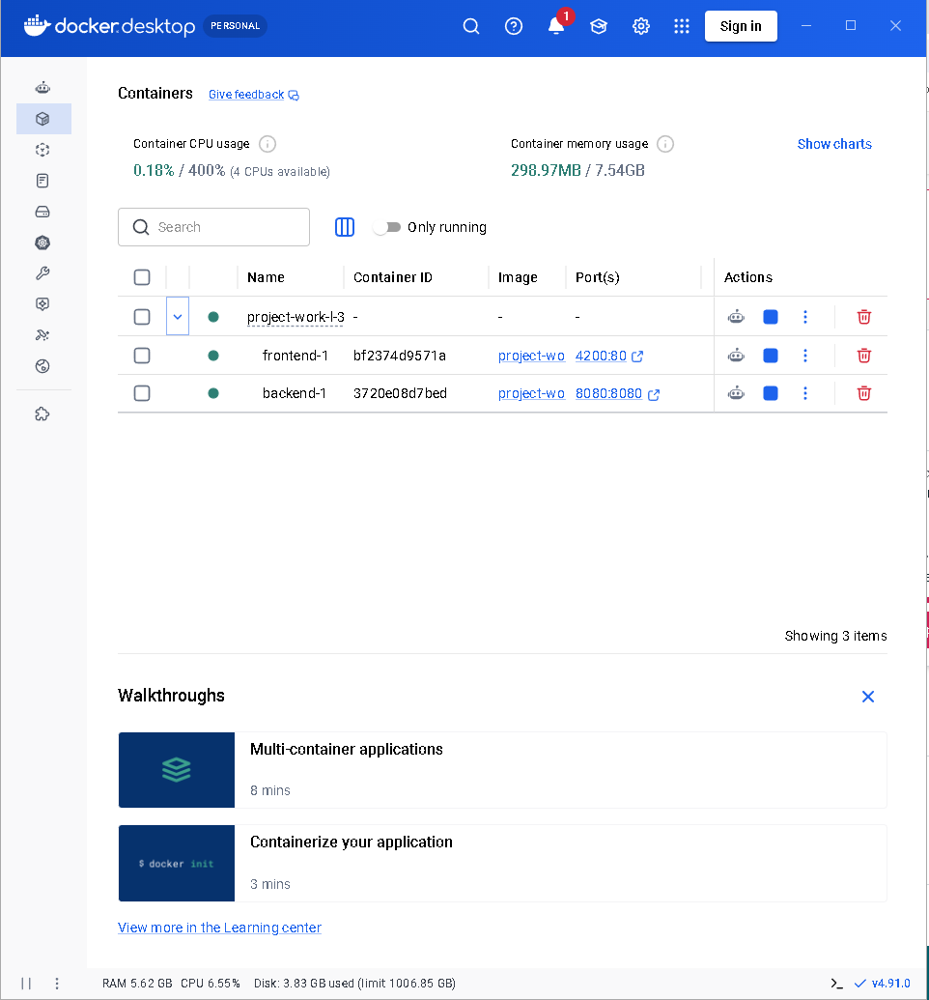 docker.desktop PERSONAL 1 Sign in
Containers Give feedback
Container CPU usage Container memory usage Show charts
0.18% / 400% (4 CPUs available) 298.97MB / 7.54GB
Search Only running
Name Container ID Image Port(s) Actions
project-work-l-3 - - -
frontend-1 bf2374d9571a project-wo 4200:80
backend-1 3720e08d7bed project-wo 8080:8080
Showing 3 items
Walkthroughs
Multi-container applications
8 mins
$ docker init
Containerize your application
3 mins
View more in the Learning center
RAM 5.62 GB CPU 6.55% Disk: 3.83 GB used (limit 1006.85 GB) v4.91.0